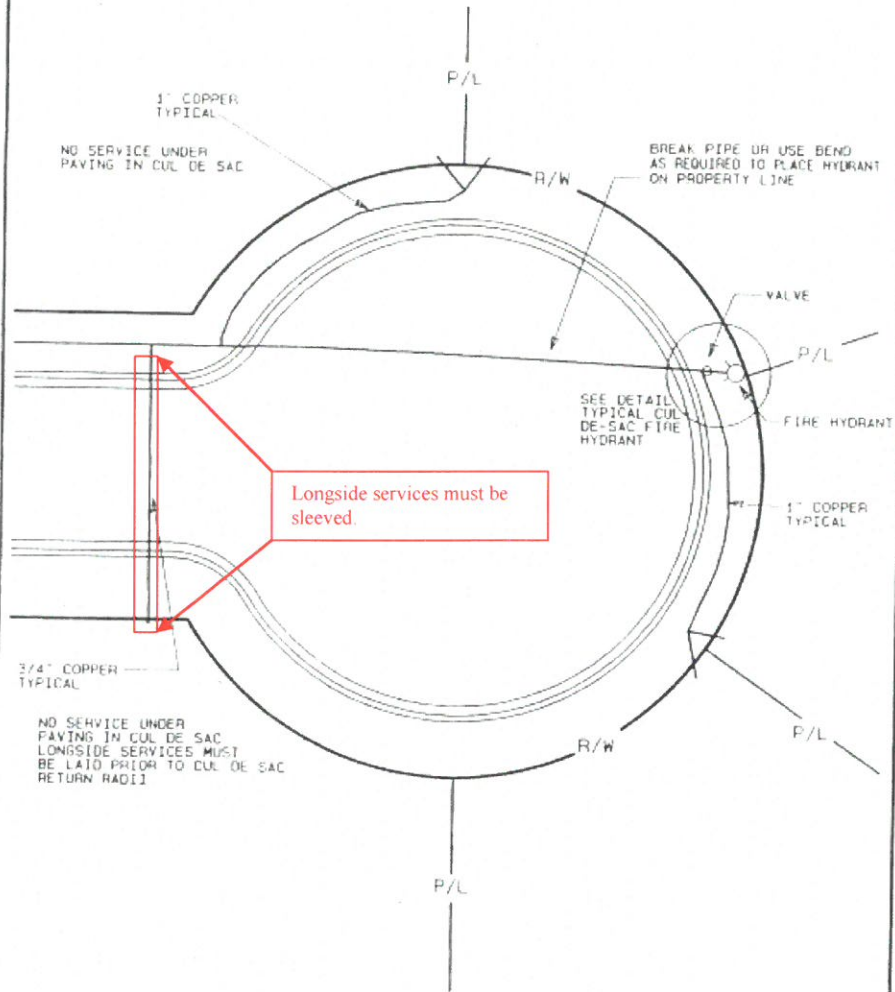 P/L
1" COPPER
TYPICAL
NO SERVICE UNDER
PAVING IN CUL DE SAC
BREAK PIPE OR USE BEND
AS REQUIRED TO PLACE HYDRANT
ON PROPERTY LINE
R/W
VALVE
P/L
SEE DETAIL
TYPICAL CUL
DE-SAC FIRE
HYDRANT
FIRE HYDRANT
Longside services must be
sleeved.
1" COPPER
TYPICAL
3/4" COPPER
TYPICAL
NO SERVICE UNDER
PAVING IN CUL DE SAC
LONGSIDE SERVICES MUST
BE LAID PRIOR TO CUL DE SAC
RETURN RADII
R/W
P/L
P/L